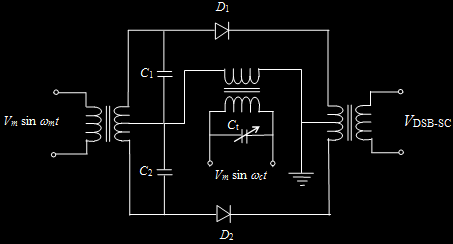 D1
C1
Vm sin ωmt
Ct
VDSB-SC
C2
Vm sin ωct
D2